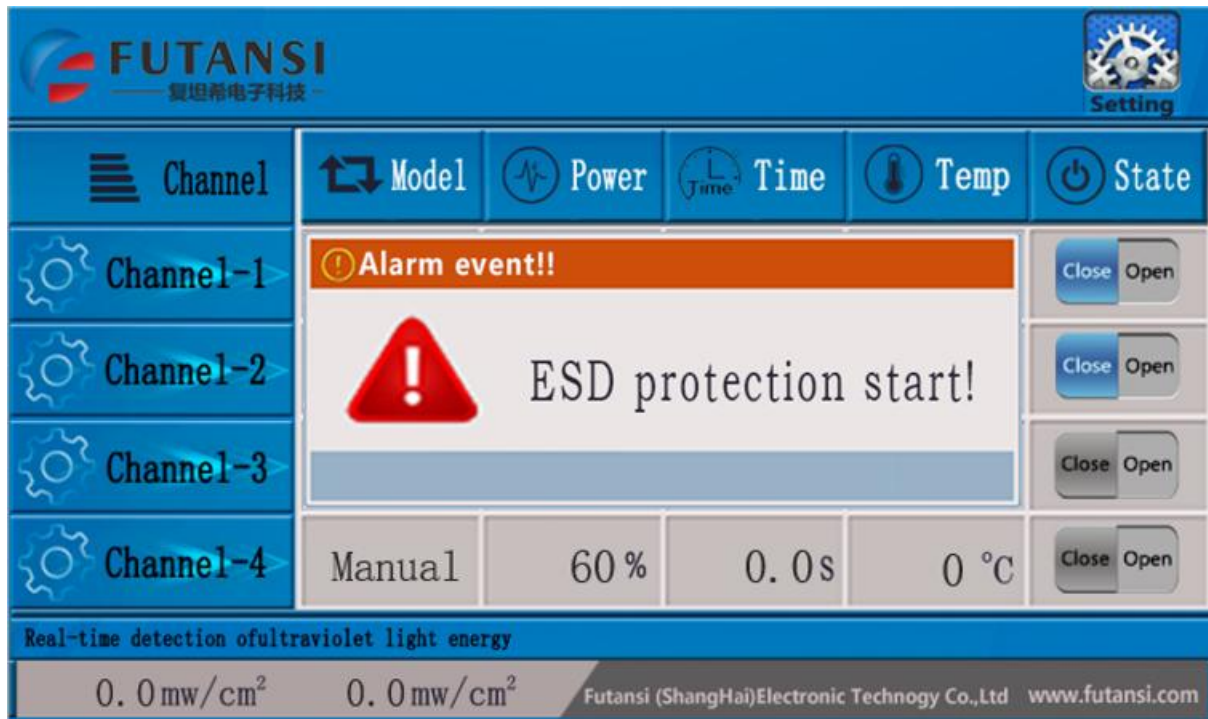 FUTANSI
复坦希电子科技
Setting
Channel Model Power Time Time Temp State
Channel-1
Alarm event!!
Close Open
Channel-2
ESD protection start!
Close Open
Channel-3
Close Open
Channel-4 Manual 60% 0.0s 0 ℃ Close Open
Real-time detection ofultraviolet light energy
0.0mw/cm² 0.0mw/cm² Futansi (ShangHai)Electronic Technogy Co.,Ltd www.futansi.com